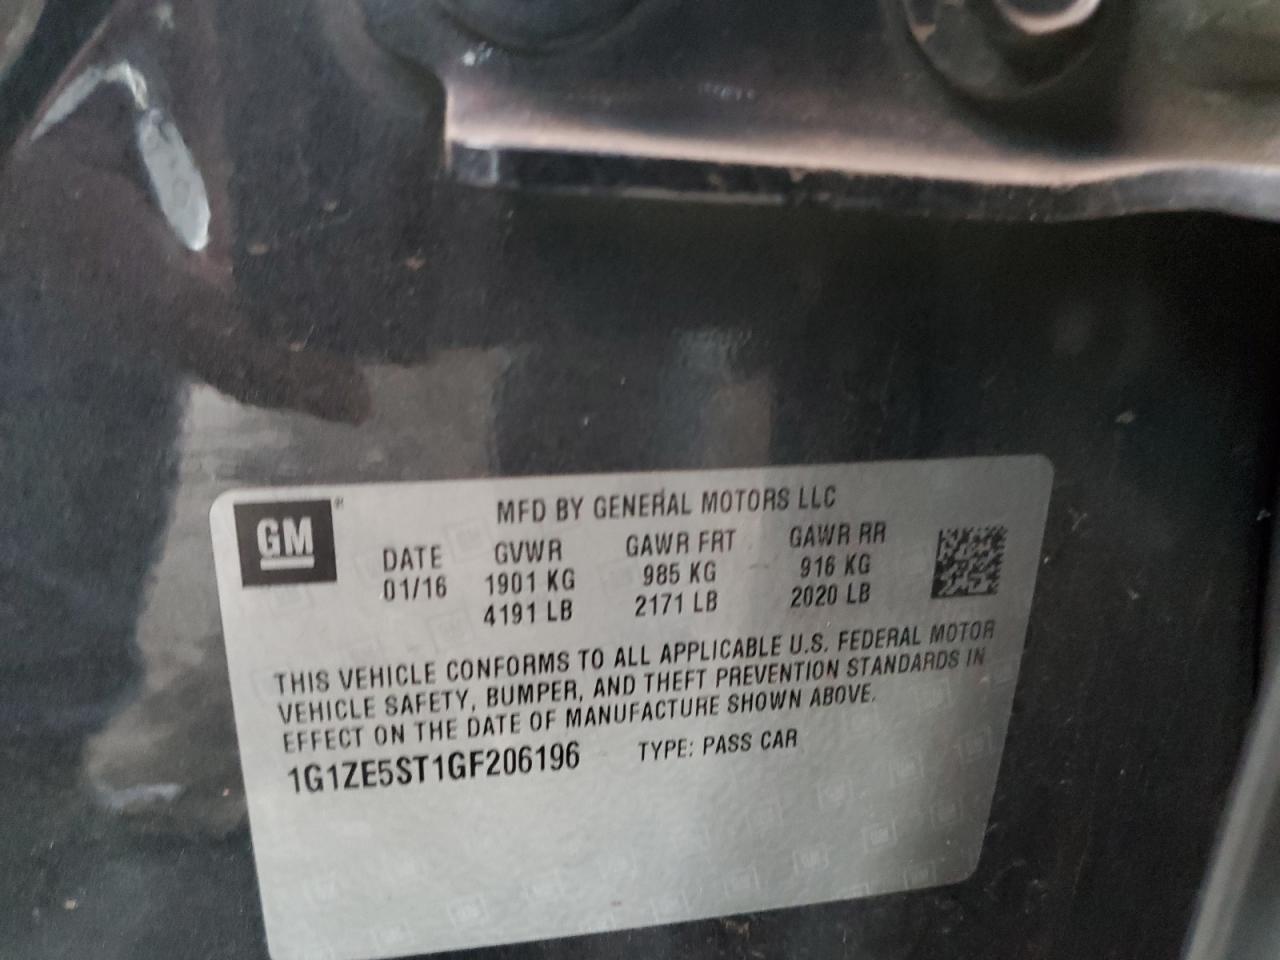 GM
MFD BY GENERAL MOTORS LLC
DATE GVWR GAWR FRT GAWR RR
01/16 1901 KG 985 KG 916 KG
4191 LB 2171 LB 2020 LB
THIS VEHICLE CONFORMS TO ALL APPLICABLE U.S. FEDERAL MOTOR
VEHICLE SAFETY, BUMPER, AND THEFT PREVENTION STANDARDS IN
EFFECT ON THE DATE OF MANUFACTURE SHOWN ABOVE.
1G1ZE5ST1GF206196 TYPE: PASS CAR